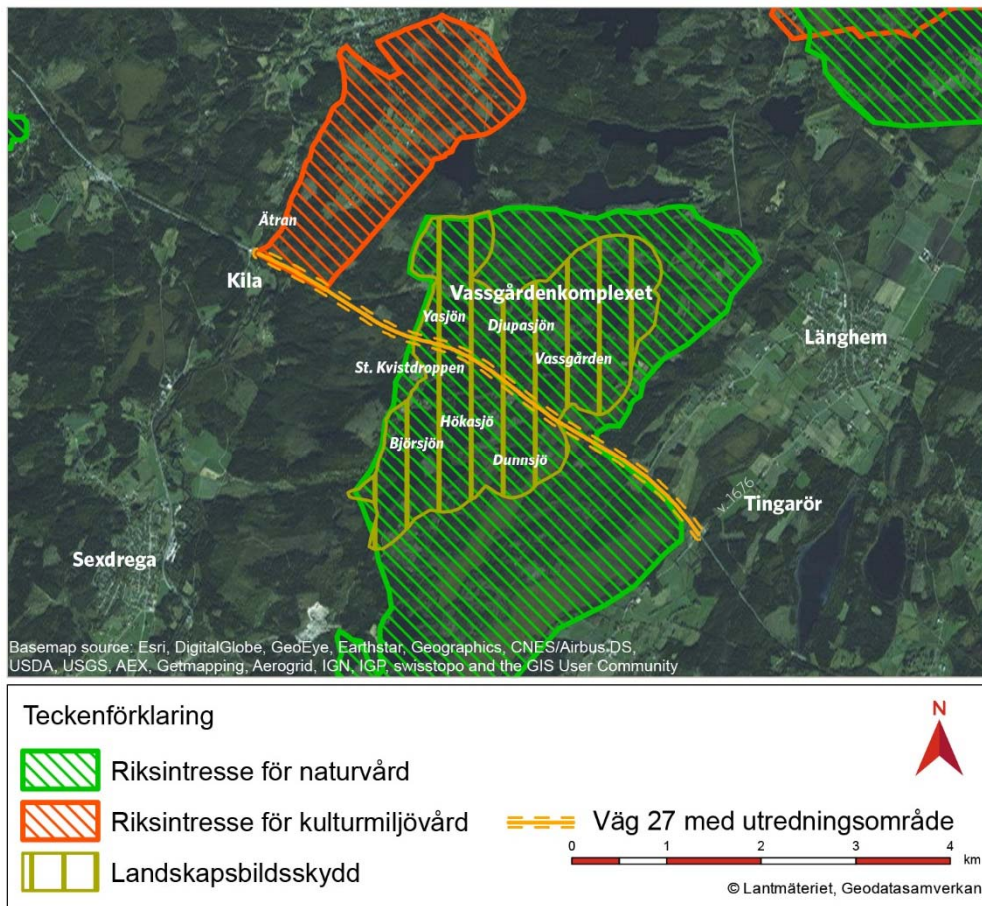 Ätran
Kila
Vassgårdenkomplexet
Yasjön
Djupasjön
Länghem
St. Kvistdroppen
Vassgården
Hökasjö
Björsjön
Dunnsjö
v. 1676
Tingarör
Sexdrega
Basemap source: Esri, DigitalGlobe, GeoEye, Earthstar, Geographics, CNES/Airbus DS,
USDA, USGS, AEX, Getmapping, Aerogrid, IGN, IGP, swisstopo and the GIS User Community
Teckenförklaring
N
Riksintresse för naturvård
Riksintresse för kulturmiljövård
Väg 27 med utredningsområde
Landskapsbildsskydd
0 1 2 3 4
km
© Lantmäteriet, Geodatasamverkan